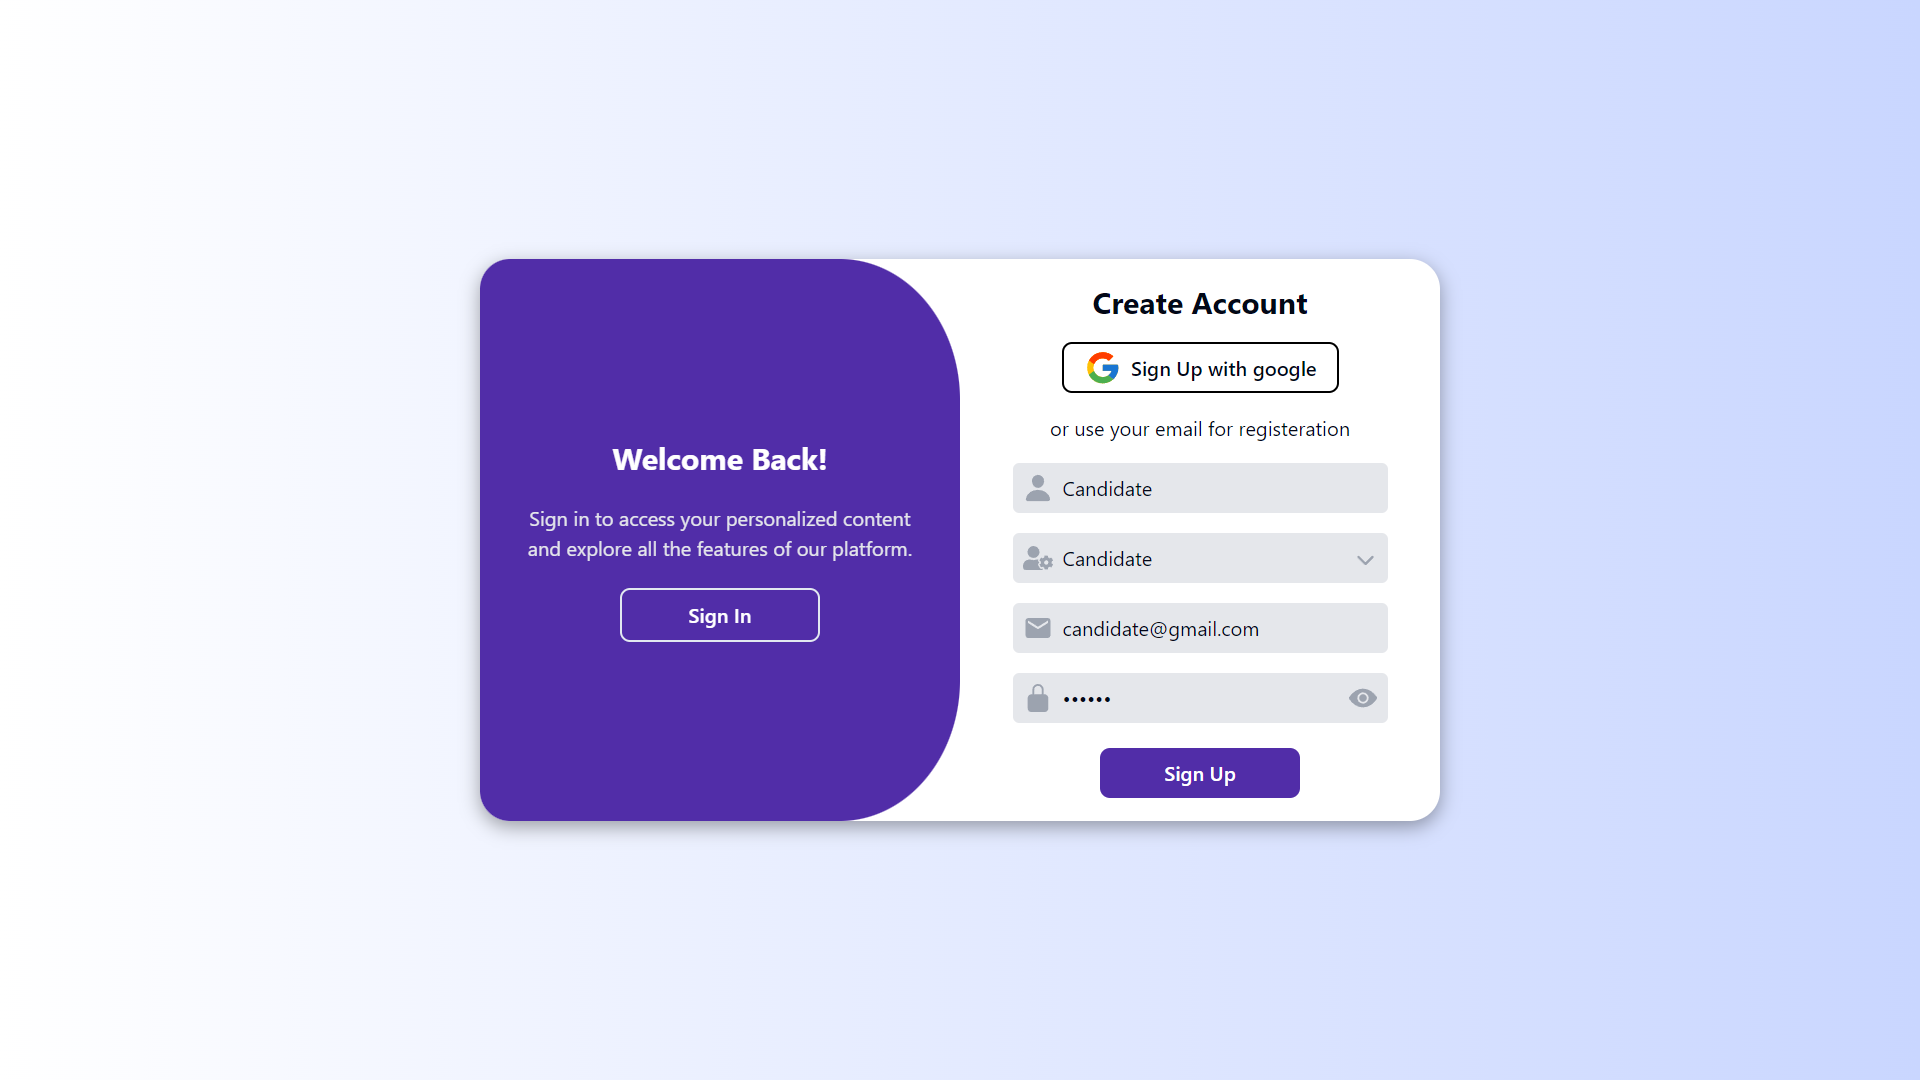 Welcome Back!
Sign in to access your personalized content
and explore all the features of our platform.
Sign In
Create Account
Sign Up with google
or use your email for registeration
Candidate
Candidate
candidate@gmail.com
••••••
Sign Up